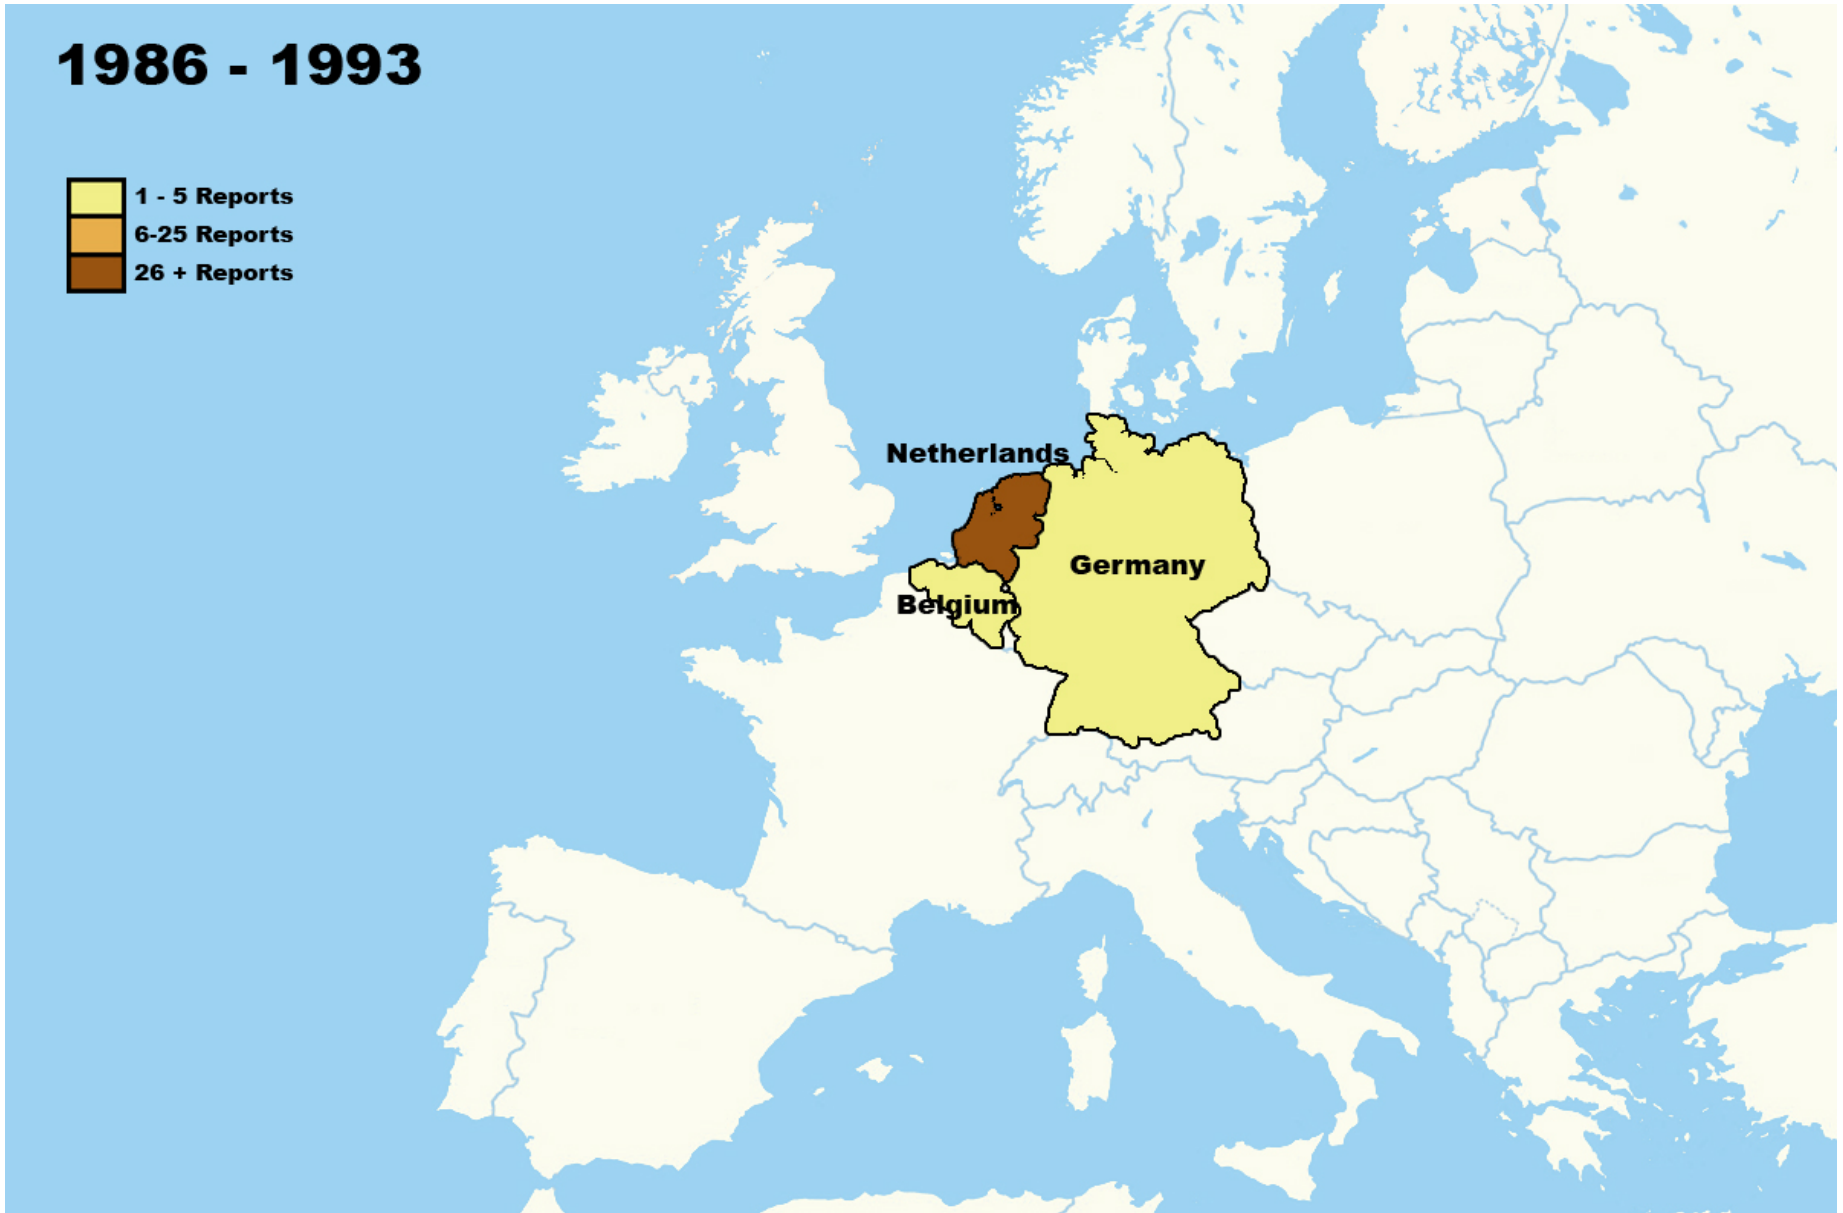 1986 - 1993
1 - 5 Reports
6-25 Reports
26 + Reports
Netherlands
Germany
Belgium